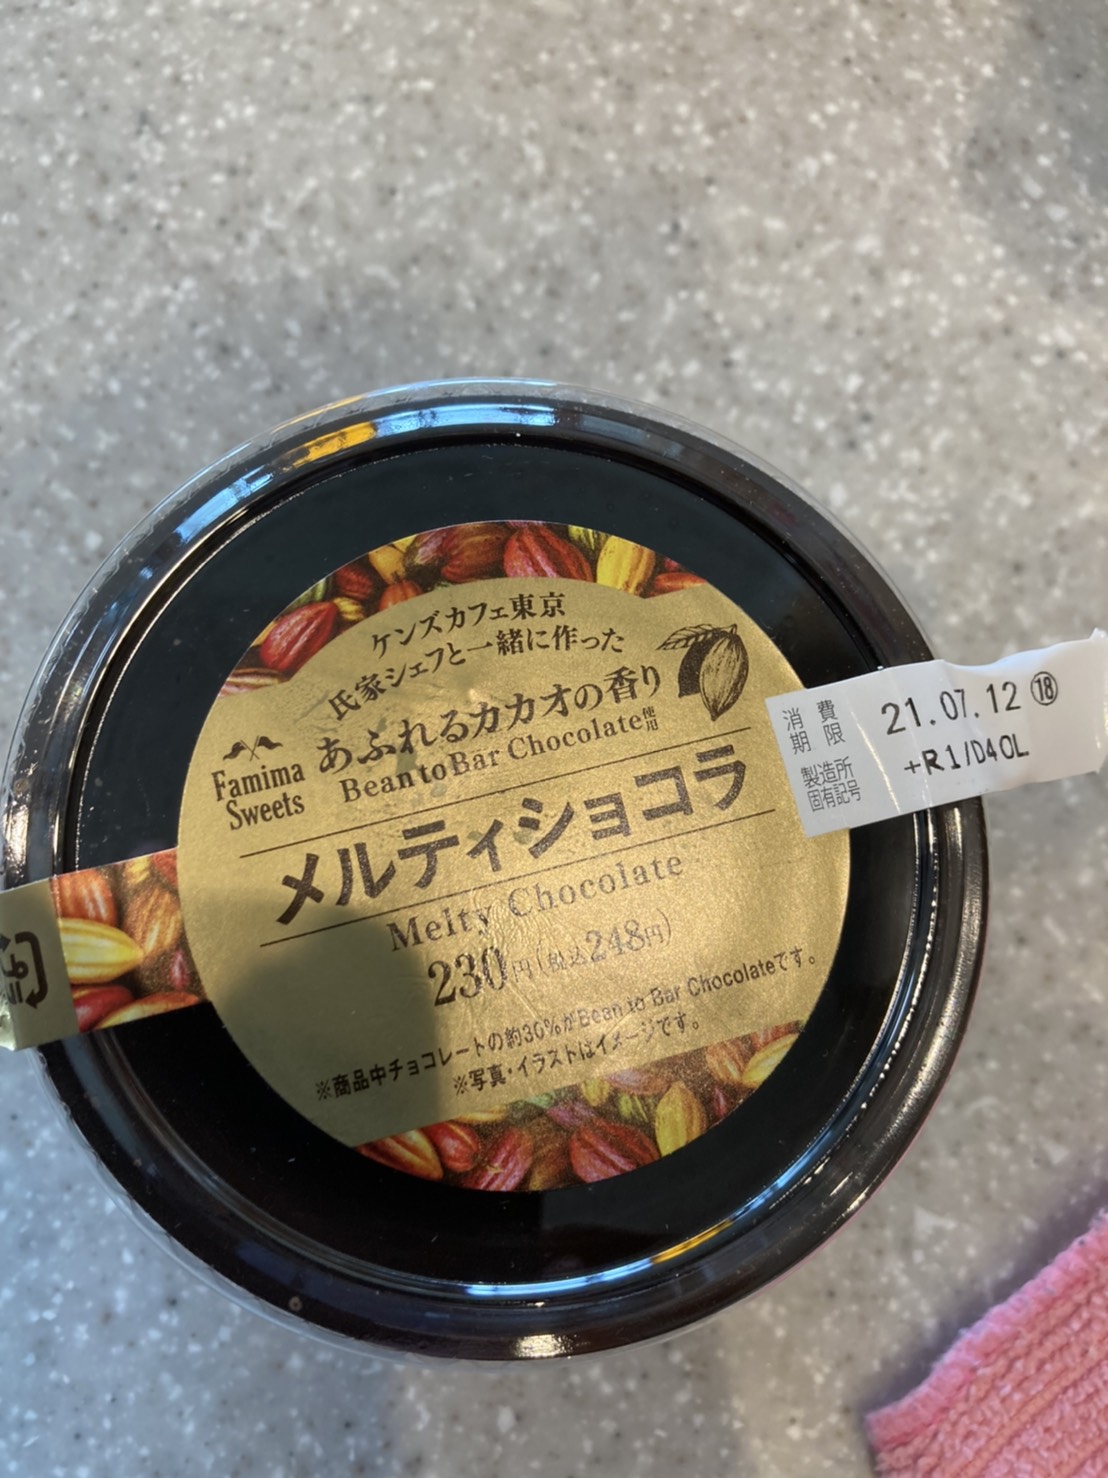 ケンズカフェ東京
氏家シェフと一緒に作った
あふれるカカオの香り
Bean to Bar Chocolate使用
Famima
Sweets
メルティショコラ
Melty Chocolate
230円(税込248円)
※商品中チョコレートの約30%がBean to Bar Chocolateです。
※写真・イラストはイメージです。
消費期限 21.07.12 ⑱
製造所固有記号 +R1/D40L